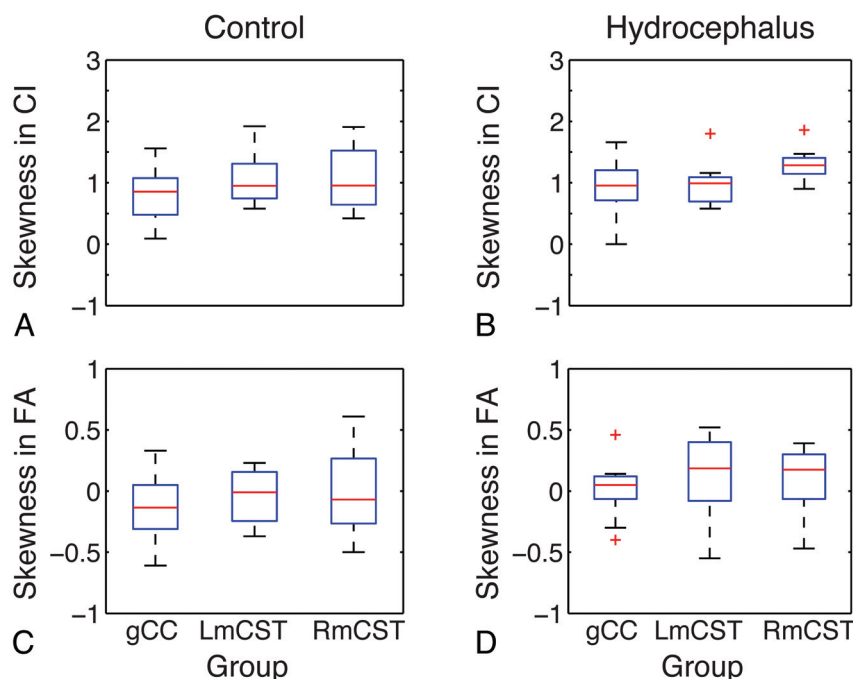 Control
Hydrocephalus
Skewness in CI
3
2
1
0
−1
A
Skewness in CI
3
2
1
0
−1
B
Skewness in FA
1
0.5
0
−0.5
−1
C
gCC LmCST RmCST
Group
Skewness in FA
1
0.5
0
−0.5
−1
D
gCC LmCST RmCST
Group